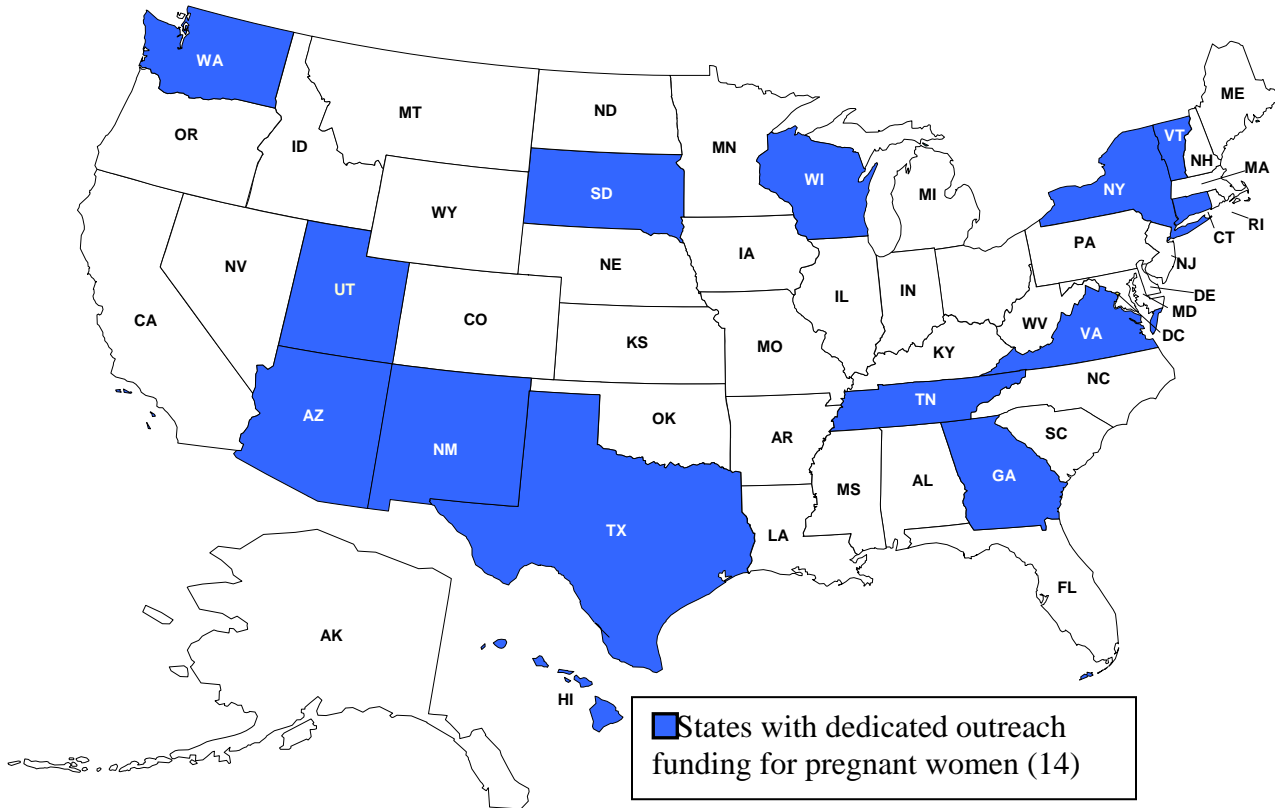 WA
MT
ND
ME
OR
ID
MN
VT
NH
MA
WI
NY
SD
MI
WY
RI
CT
PA
IA
NJ
NE
NV
UT
IL
IN
DE
MD
CO
WV
VA
DC
CA
KS
MO
KY
NC
TN
AZ
OK
AR
SC
NM
GA
MS
AL
TX
LA
FL
AK
HI
States with dedicated outreach
funding for pregnant women (14)